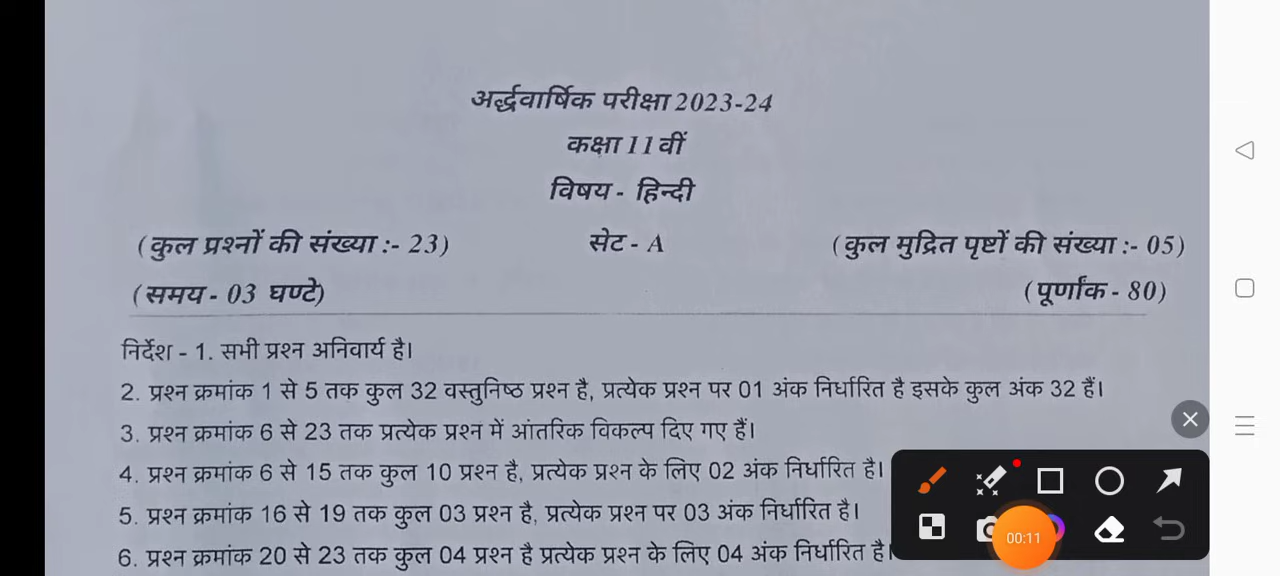 अर्द्धवार्षिक परीक्षा 2023-24
कक्षा 11 वीं
विषय - हिन्दी
(कुल प्रश्नों की संख्या :- 23) सेट - A (कुल मुद्रित पृष्टों की संख्या :- 05)
(समय - 03 घण्टे) (पूर्णांक - 80)
निर्देश - 1. सभी प्रश्न अनिवार्य है।
2. प्रश्न क्रमांक 1 से 5 तक कुल 32 वस्तुनिष्ठ प्रश्न है, प्रत्येक प्रश्न पर 01 अंक निर्धारित है इसके कुल अंक 32 हैं।
3. प्रश्न क्रमांक 6 से 23 तक प्रत्येक प्रश्न में आंतरिक विकल्प दिए गए हैं।
4. प्रश्न क्रमांक 6 से 15 तक कुल 10 प्रश्न है, प्रत्येक प्रश्न के लिए 02 अंक निर्धारित है।
5. प्रश्न क्रमांक 16 से 19 तक कुल 03 प्रश्न है, प्रत्येक प्रश्न पर 03 अंक निर्धारित है।
6. प्रश्न क्रमांक 20 से 23 तक कुल 04 प्रश्न है प्रत्येक प्रश्न के लिए 04 अंक निर्धारित है।
00:11